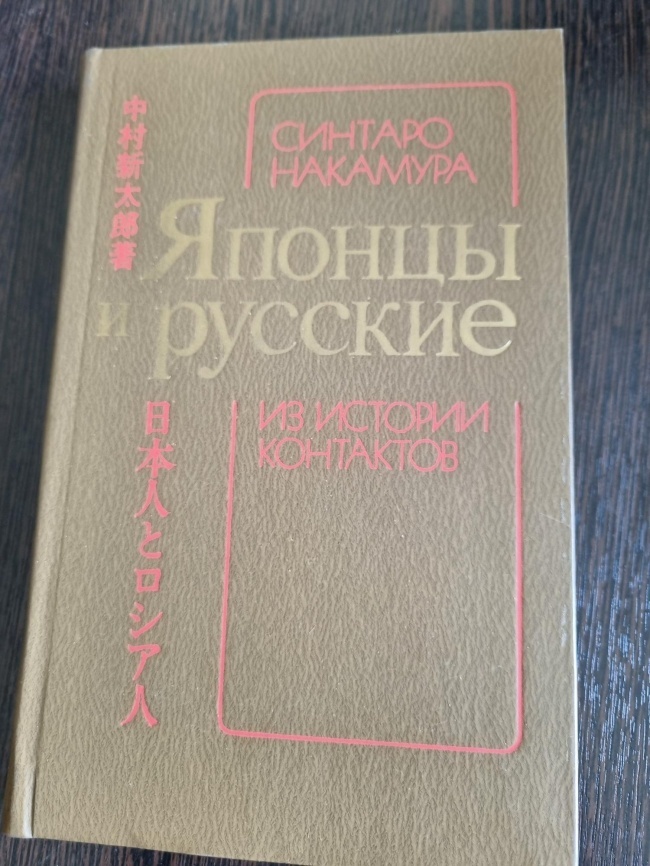 中村新太郎著
СИНТАРО
НАКАМУРА
Японцы
и русские
日本人とロシア人
ИЗ ИСТОРИИ
КОНТАКТОВ